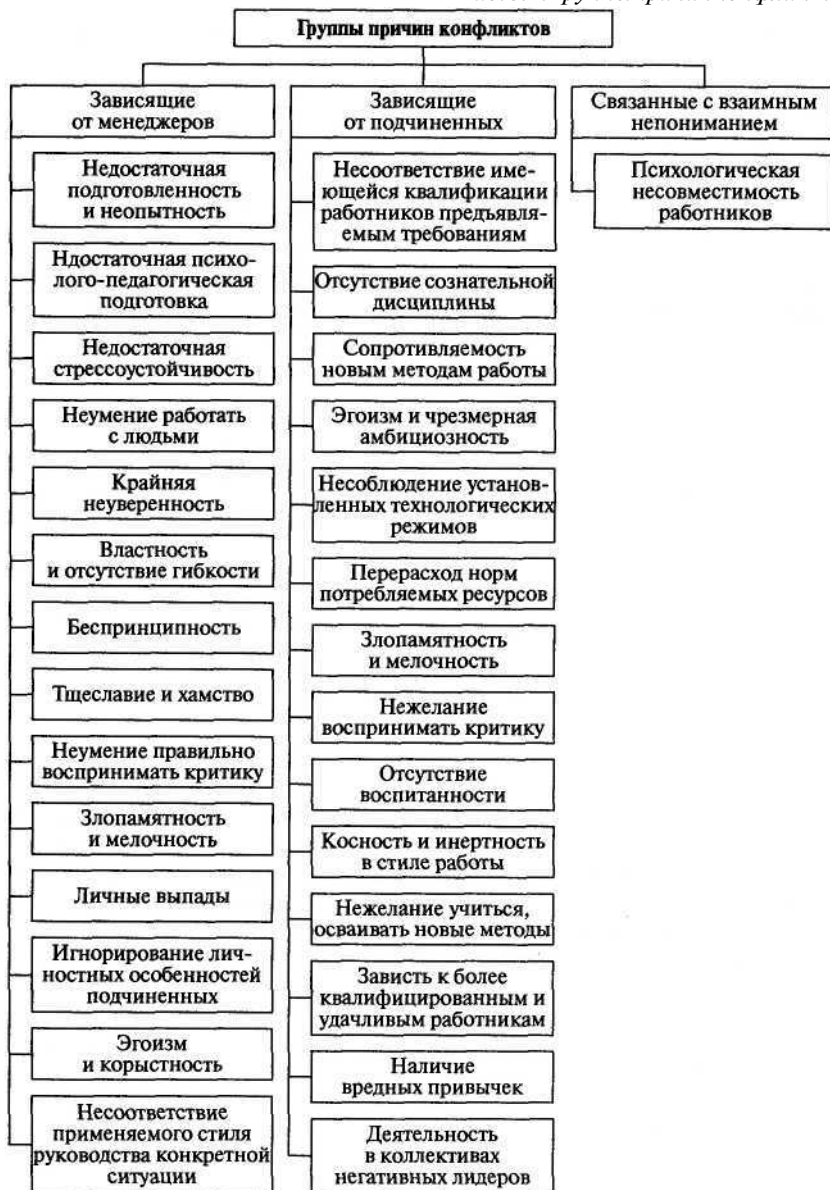 Группы причин конфликтов
Зависящие
от менеджеров
Недостаточная
подготовленность
и неопытность
Ндостаточная психо-
лого-педагогическая
подготовка
Недостаточная
стрессоустойчивость
Неумение работать
с людьми
Крайняя
неуверенность
Властность
и отсутствие гибкости
Беспринципность
Тщеславие и хамство
Неумение правильно
воспринимать критику
Злопамятность
и мелочность
Личные выпады
Игнорирование лич-
ностных особенностей
подчиненных
Эгоизм
и корыстность
Несоответствие
применяемого стиля
руководства конкретной
ситуации
Зависящие
от подчиненных
Несоответствие име-
ющейся квалификации
работников предъявля-
емым требованиям
Отсутствие сознательной
дисциплины
Сопротивляемость
новым методам работы
Эгоизм и чрезмерная
амбициозность
Несоблюдение установ-
ленных технологических
режимов
Перерасход норм
потребляемых ресурсов
Злопамятность
и мелочность
Нежелание
воспринимать критику
Отсутствие
воспитанности
Косность и инертность
в стиле работы
Нежелание учиться,
осваивать новые методы
Зависть к более
квалифицированным и
удачливым работникам
Наличие
вредных привычек
Деятельность
в коллективах
негативных лидеров
Связанные с взаимным
непониманием
Психологическая
несовместимость
работников